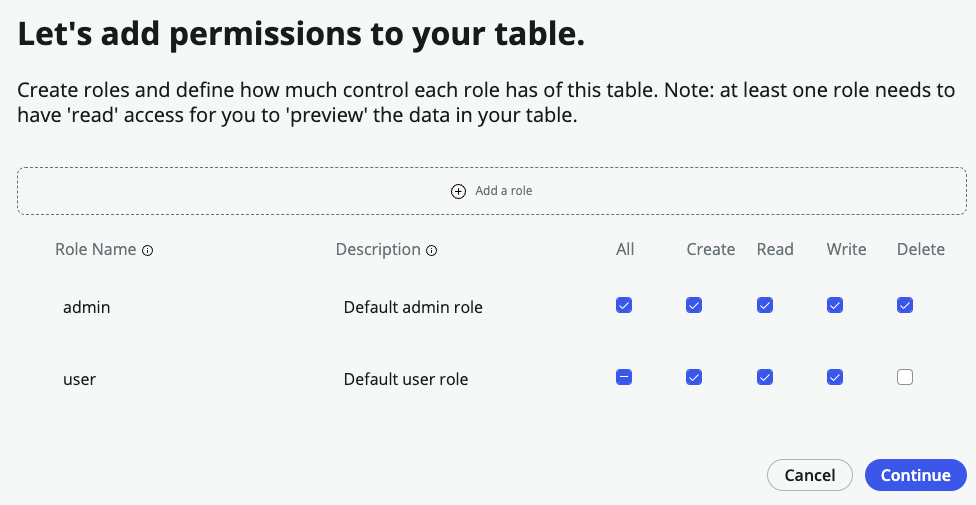 Let's add permissions to your table.
Create roles and define how much control each role has of this table. Note: at least one role needs to
have 'read' access for you to 'preview' the data in your table.
Add a role
Role Name Description All Create Read Write Delete
admin Default admin role
user Default user role
Cancel Continue